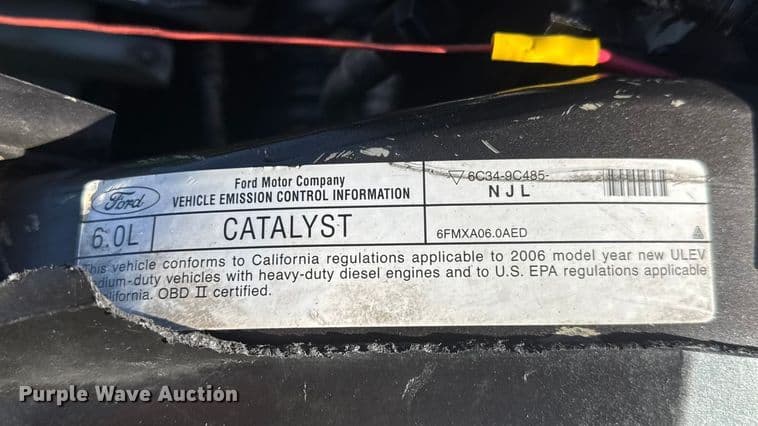 Ford
Ford Motor Company
VEHICLE EMISSION CONTROL INFORMATION
6C34-9C485-
NJL
6.0L
CATALYST
6FMXA06.0AED
This vehicle conforms to California regulations applicable to 2006 model year new ULEV
medium-duty vehicles with heavy-duty diesel engines and to U.S. EPA regulations applicable
California. OBD II certified.
Purple Wave Auction